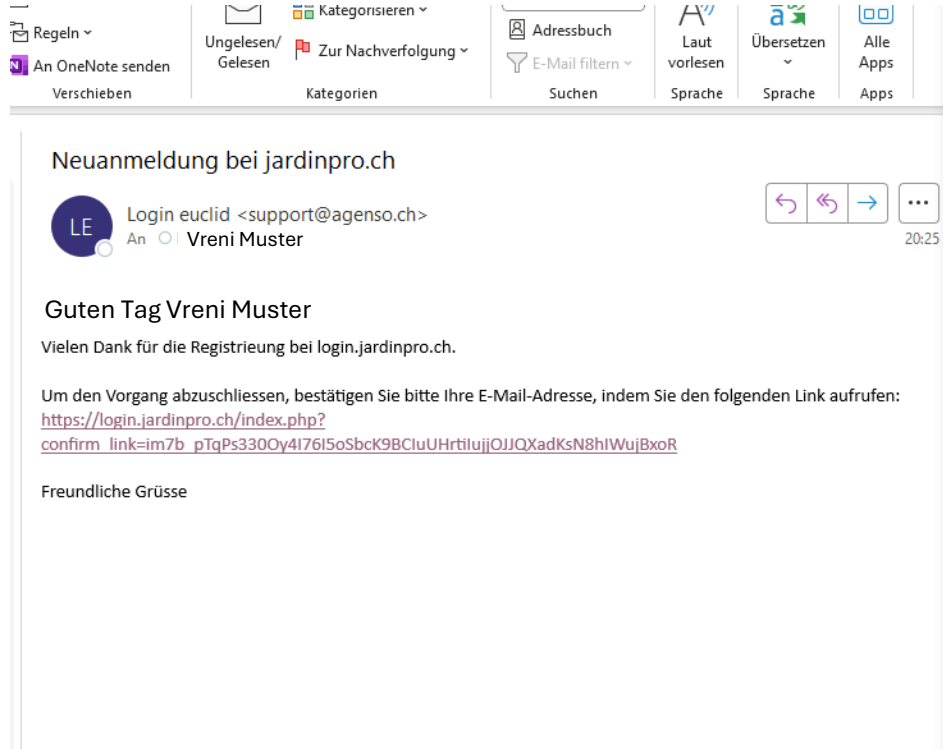 Kategorisieren
Regeln
Ungelesen/
Gelesen
Zur Nachverfolgung
Adressbuch
Laut
vorlesen
Übersetzen
Alle
Apps
An OneNote senden
E-Mail filtern
Verschieben
Kategorien
Suchen
Sprache
Sprache
Apps
Neuanmeldung bei jardinpro.ch
LE
Login euclid <support@agenso.ch>
An Vreni Muster
20:25
Guten Tag Vreni Muster
Vielen Dank für die Registrieung bei login.jardinpro.ch.
Um den Vorgang abzuschliessen, bestätigen Sie bitte Ihre E-Mail-Adresse, indem Sie den folgenden Link aufrufen:
https://login.jardinpro.ch/index.php?
Freundliche Grüsse